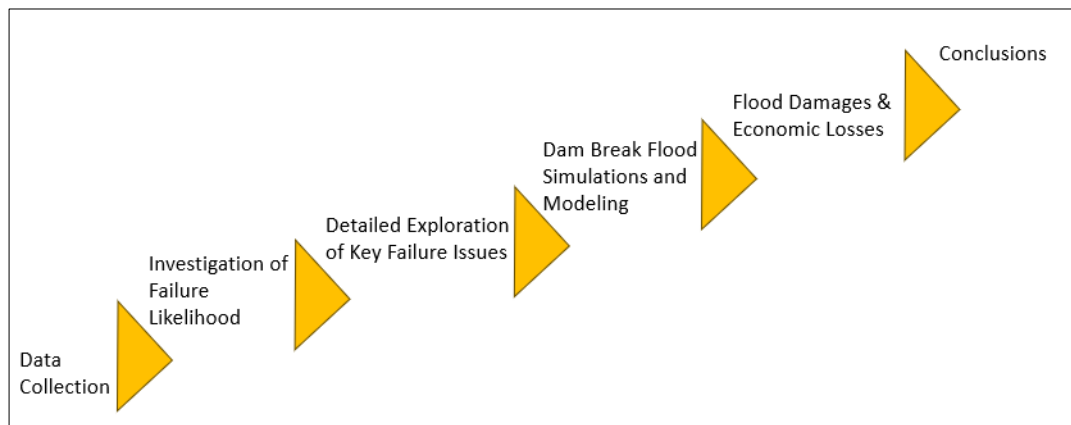 Data
Collection
Investigation of
Failure
Likelihood
Detailed Exploration
of Key Failure Issues
Dam Break Flood
Simulations and
Modeling
Flood Damages &
Economic Losses
Conclusions